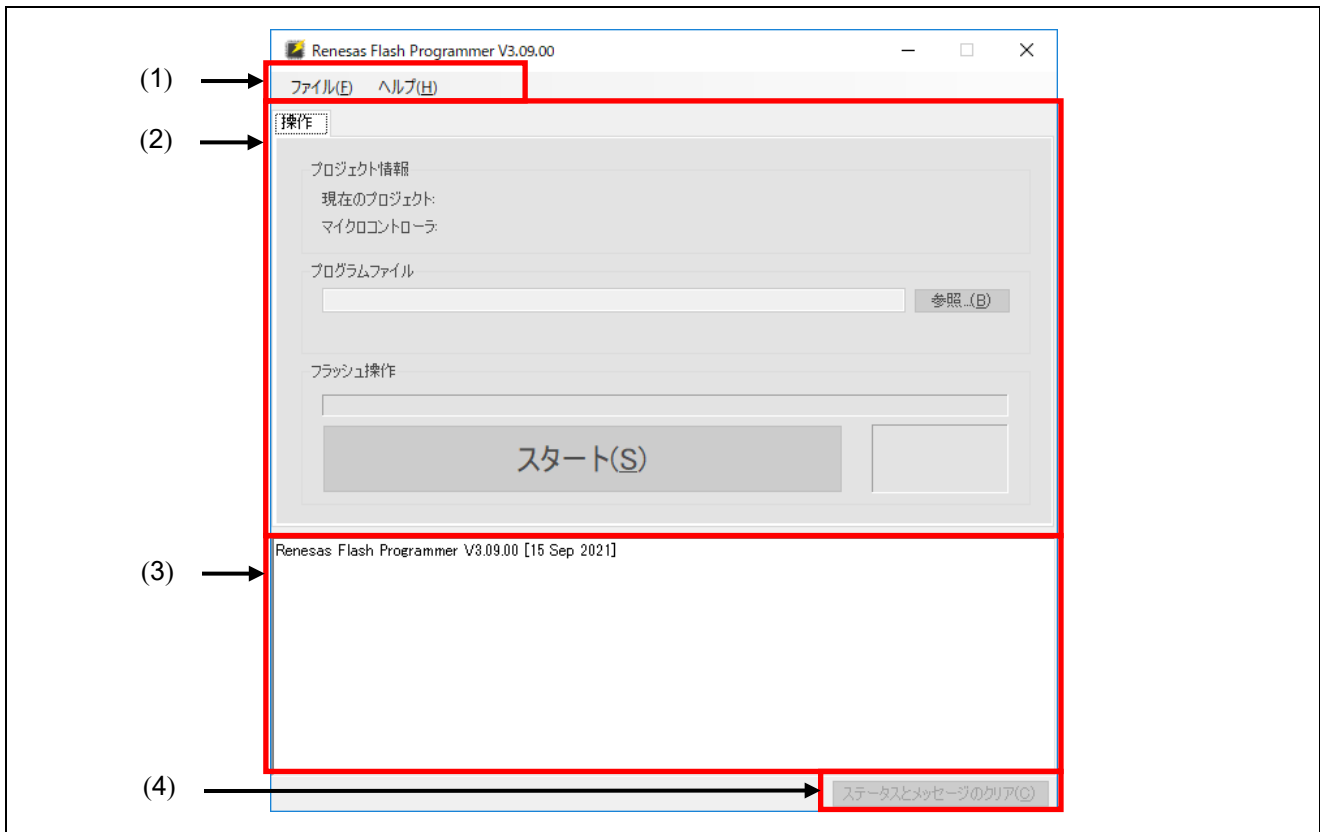 Renesas Flash Programmer V3.09.00
(1)
ファイル(F) ヘルプ(H)
(2)
操作
プロジェクト情報
現在のプロジェクト:
マイクロコントローラ:
プログラムファイル
参照...(B)
フラッシュ操作
スタート(S)
(3)
Renesas Flash Programmer V3.09.00 [15 Sep 2021]
(4)
ステータスとメッセージのクリア(C)